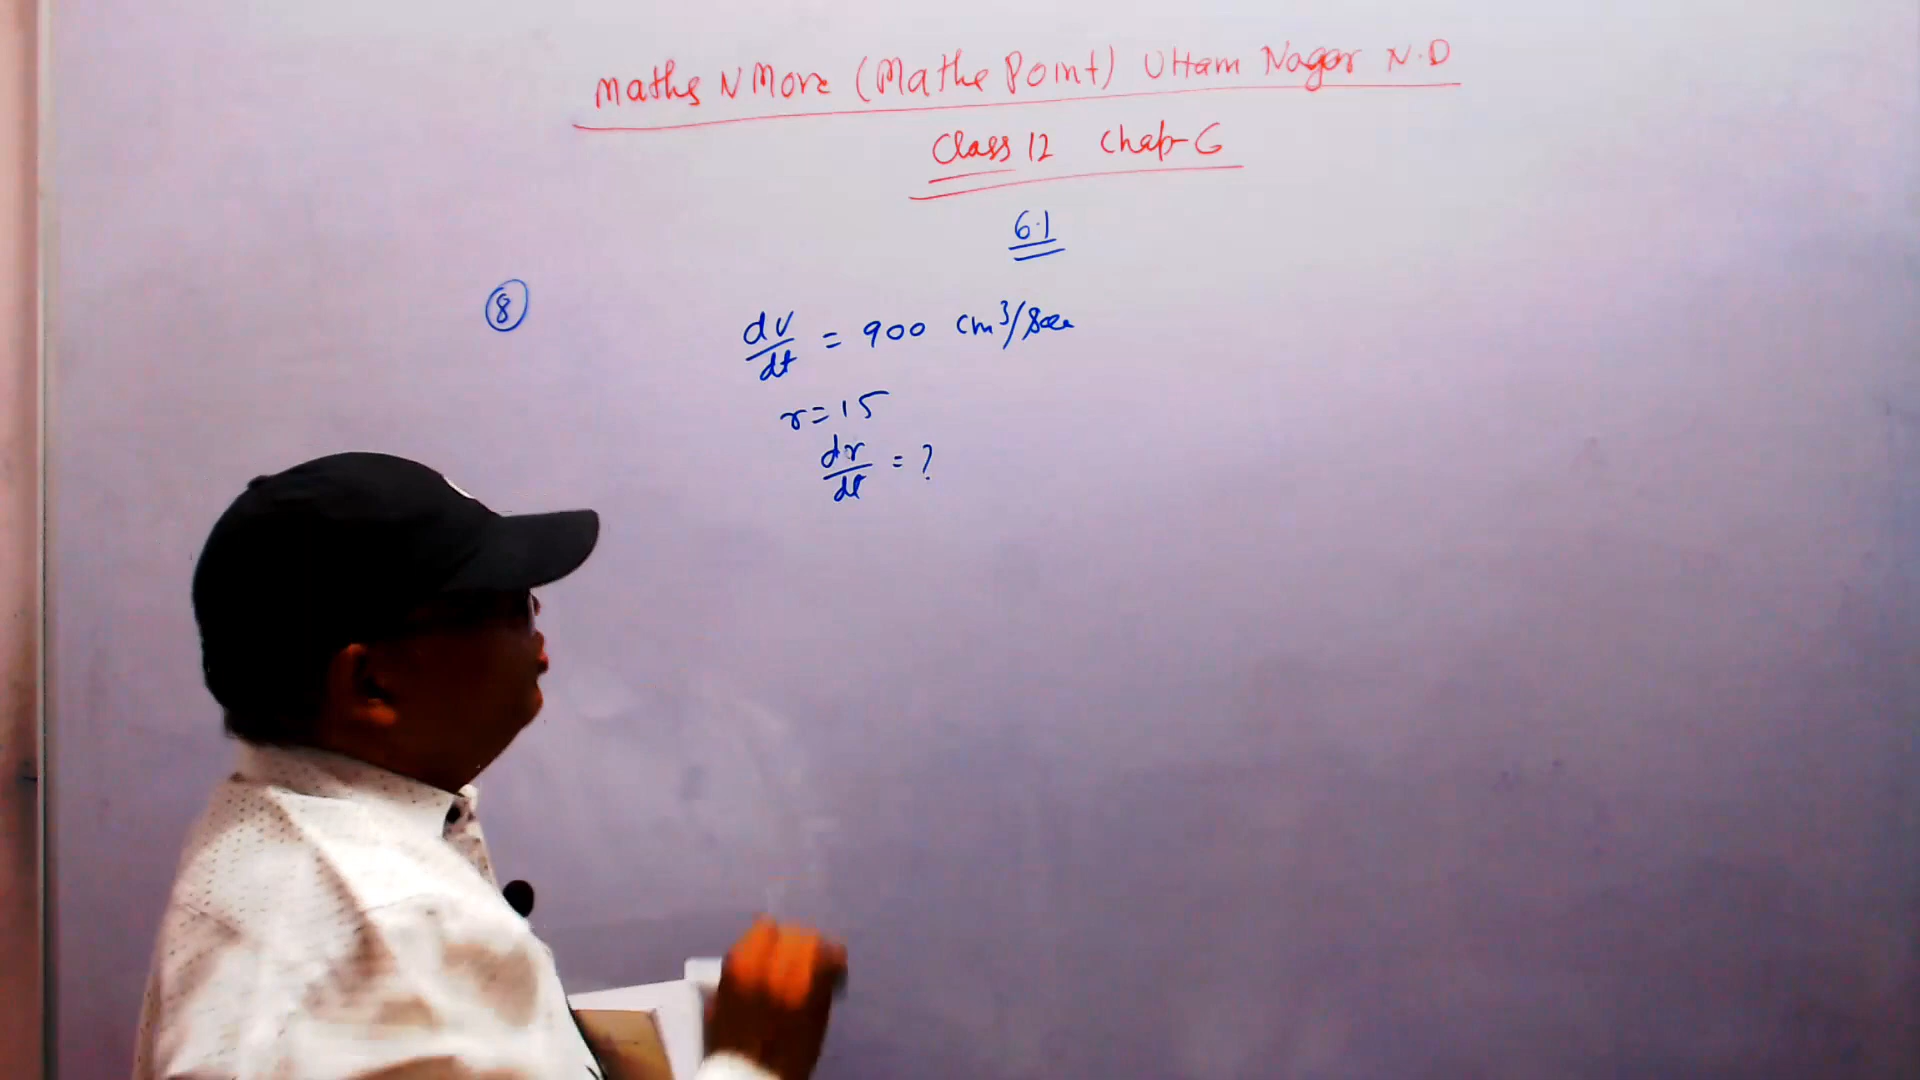 Maths N More (Mathe Point) Uttam Nagar N.D
Class 12 Chap-6
6.1
8
dv/dt = 900 cm³/sec
r=15
dr/dt = ?